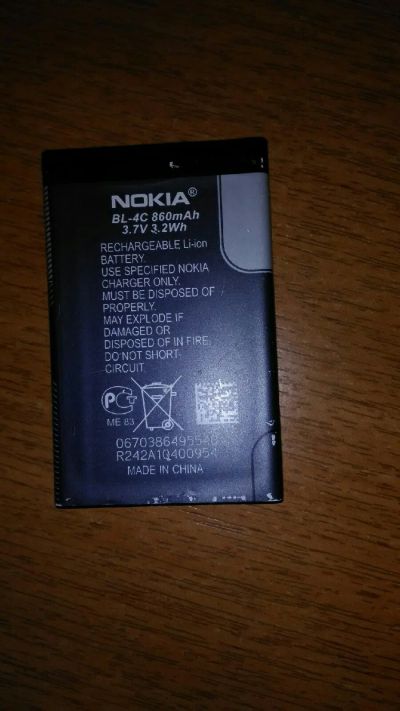 NOKIA®
BL-4C 860mAh
3.7V 3.2Wh
RECHARGEABLE Li-ion
BATTERY.
USE SPECIFIED NOKIA
CHARGER ONLY.
MUST BE DISPOSED OF
PROPERLY.
MAY EXPLODE IF
DAMAGED OR
DISPOSED OF IN FIRE.
DO NOT SHORT-
CIRCUIT.
ME 83
0670386495540
R242A10400954
MADE IN CHINA